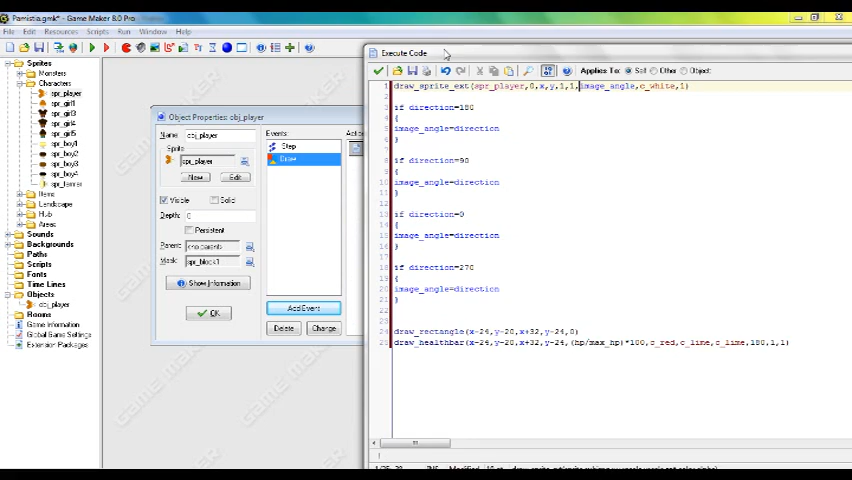 Pamistia.gmk* - Game Maker 8.0 Pro
File Edit Resources Scripts Run Window Help
Sprites
Monsters
Characters
spr_player
spr_girl1
spr_girl3
spr_girl4
spr_girl5
spr_boy1
spr_boy2
spr_boy3
spr_boy4
spr_farmer
Items
Landscape
Hub
Areas
Sounds
Backgrounds
Paths
Scripts
Fonts
Time Lines
Objects
obj_player
Rooms
Game Information
Global Game Settings
Extension Packages
Object Properties: obj_player
Name: obj_player
Sprite
spr_player
New Edit
Visible Solid
Depth: 0
Persistent
Parent: <no parent>
Mask: spr_block1
Show Information
OK
Events:
Step
Draw
Add Event
Delete Change
Execute Code
Applies To: Self Other Object:
1 draw_sprite_ext(spr_player,0,x,y,1,1,image_angle,c_white,1)
if direction=180
{
image_angle=direction
}
if direction=90
{
image_angle=direction
}
if direction=0
{
image_angle=direction
}
if direction=270
{
image_angle=direction
}
draw_rectangle(x-24,y-20,x+32,y-24,0)
draw_healthbar(x-24,y-20,x+32,y-24,(hp/max_hp)*100,c_red,c_lime,c_lime,180,1,1)